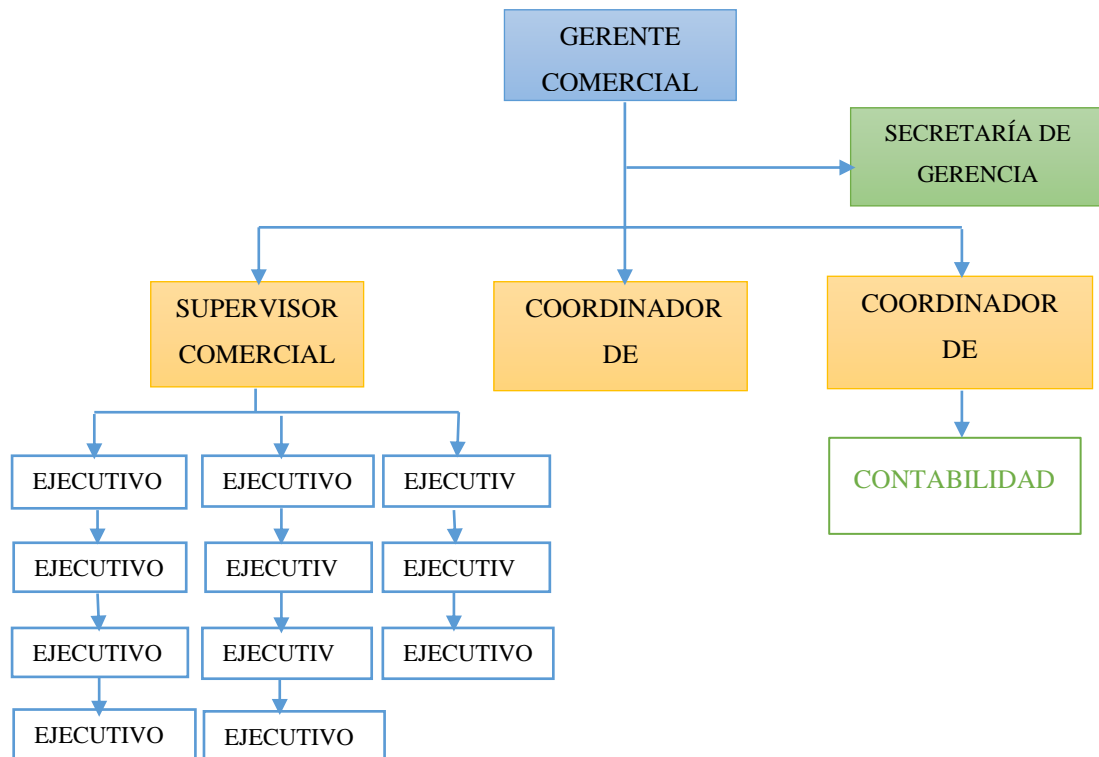 GERENTE
COMERCIAL
SECRETARÍA DE
GERENCIA
SUPERVISOR
COMERCIAL
COORDINADOR
DE
COORDINADOR
DE
EJECUTIVO
EJECUTIVO
EJECUTIV
CONTABILIDAD
EJECUTIVO
EJECUTIV
EJECUTIV
EJECUTIVO
EJECUTIV
EJECUTIVO
EJECUTIVO
EJECUTIVO